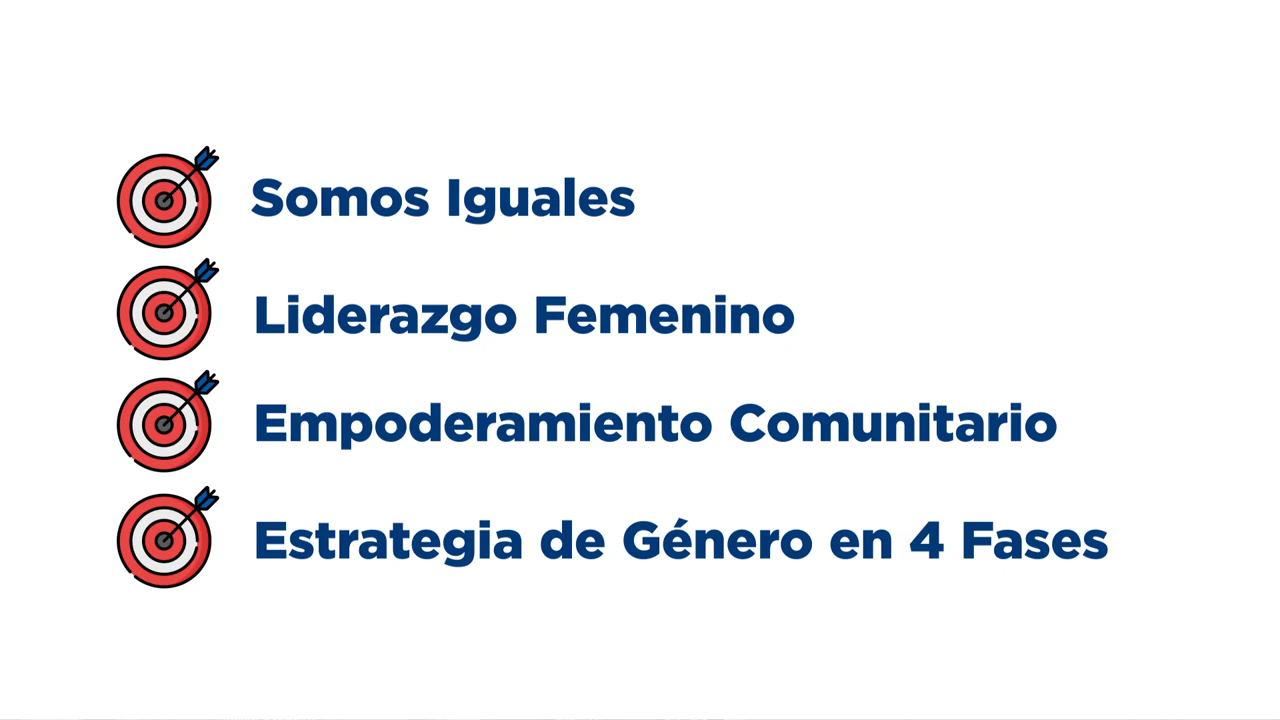 Somos Iguales
Liderazgo Femenino
Empoderamiento Comunitario
Estrategia de Género en 4 Fases